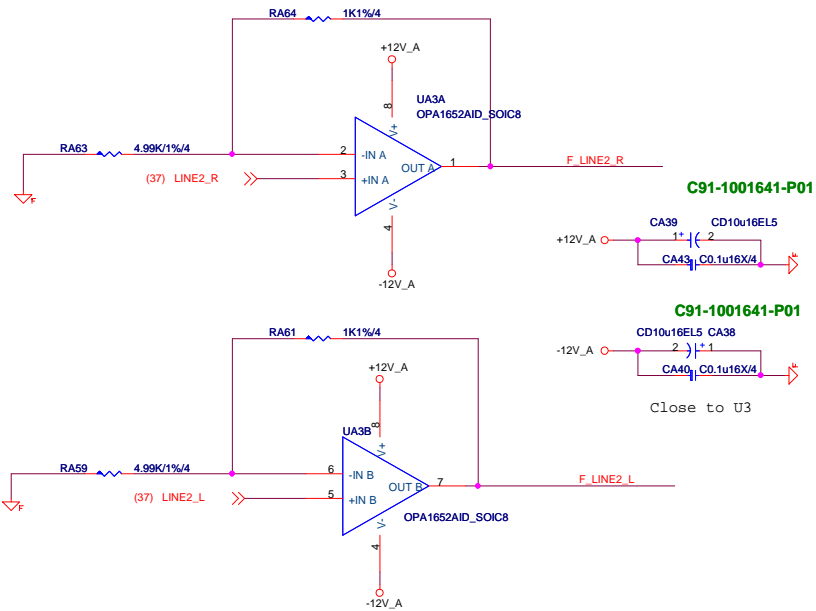 RA64 1K1%/4
+12V_A
8
UA3A
OPA1652AID_SOIC8
V+
RA63 4.99K/1%/4
2 -IN A
OUT A 1 F_LINE2_R
(37) LINE2_R 3 +IN A
F
V-
4
-12V_A
C91-1001641-P01
CA39 CD10u16EL5
+12V_A 1 + 2
CA43 C0.1u16X/4
F
C91-1001641-P01
CD10u16EL5 CA38
-12V_A 2 + 1
CA40 C0.1u16X/4
F
Close to U3
RA61 1K1%/4
+12V_A
8
UA3B
V+
RA59 4.99K/1%/4
6 -IN B
OUT B 7 F_LINE2_L
(37) LINE2_L 5 +IN B
F
OPA1652AID_SOIC8
V-
4
-12V_A